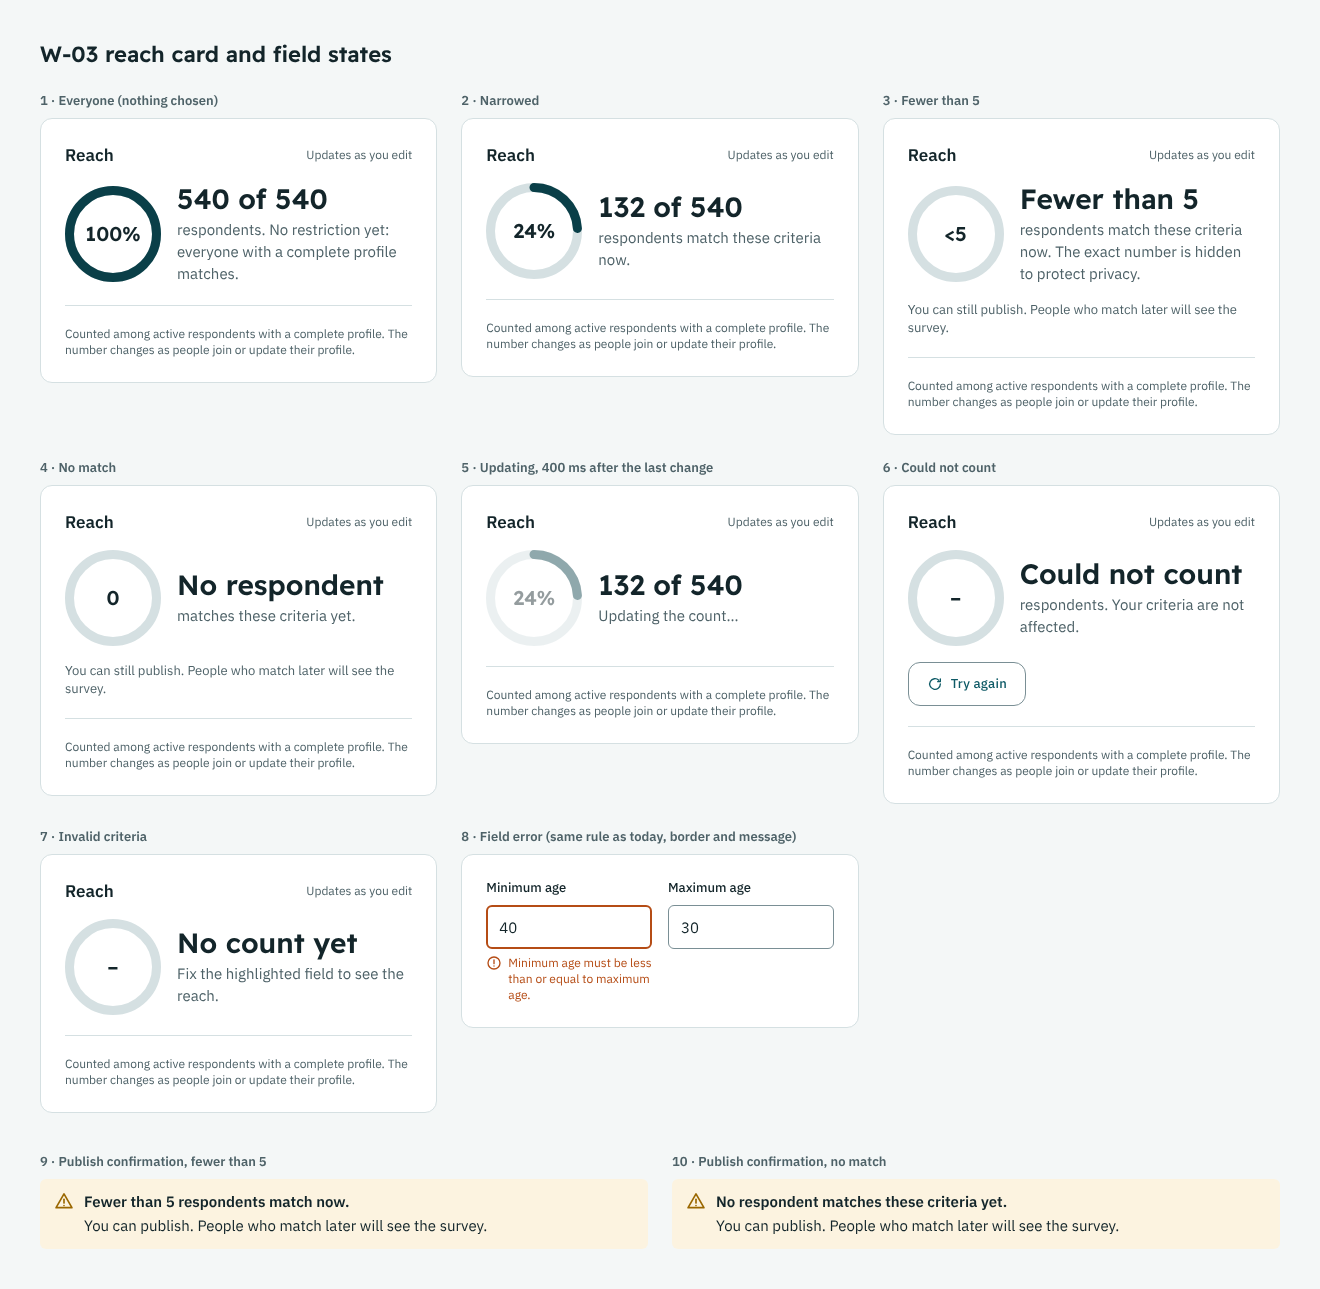 W-03 reach card and field states
1 · Everyone (nothing chosen)
Reach
Updates as you edit
100%
540 of 540
respondents. No restriction yet:
everyone with a complete profile
matches.
Counted among active respondents with a complete profile. The
number changes as people join or update their profile.
2 · Narrowed
Reach
Updates as you edit
24%
132 of 540
respondents match these criteria
now.
Counted among active respondents with a complete profile. The
number changes as people join or update their profile.
3 · Fewer than 5
Reach
Updates as you edit
<5
Fewer than 5
respondents match these criteria
now. The exact number is hidden
to protect privacy.
You can still publish. People who match later will see the
survey.
Counted among active respondents with a complete profile. The
number changes as people join or update their profile.
4 · No match
Reach
Updates as you edit
0
No respondent
matches these criteria yet.
You can still publish. People who match later will see the
survey.
Counted among active respondents with a complete profile. The
number changes as people join or update their profile.
5 · Updating, 400 ms after the last change
Reach
Updates as you edit
24%
132 of 540
Updating the count...
Counted among active respondents with a complete profile. The
number changes as people join or update their profile.
6 · Could not count
Reach
Updates as you edit
–
Could not count
respondents. Your criteria are not
affected.
Try again
Counted among active respondents with a complete profile. The
number changes as people join or update their profile.
7 · Invalid criteria
Reach
Updates as you edit
–
No count yet
Fix the highlighted field to see the
reach.
Counted among active respondents with a complete profile. The
number changes as people join or update their profile.
8 · Field error (same rule as today, border and message)
Minimum age
40
Minimum age must be less
than or equal to maximum
age.
Maximum age
30
9 · Publish confirmation, fewer than 5
Fewer than 5 respondents match now.
You can publish. People who match later will see the survey.
10 · Publish confirmation, no match
No respondent matches these criteria yet.
You can publish. People who match later will see the survey.